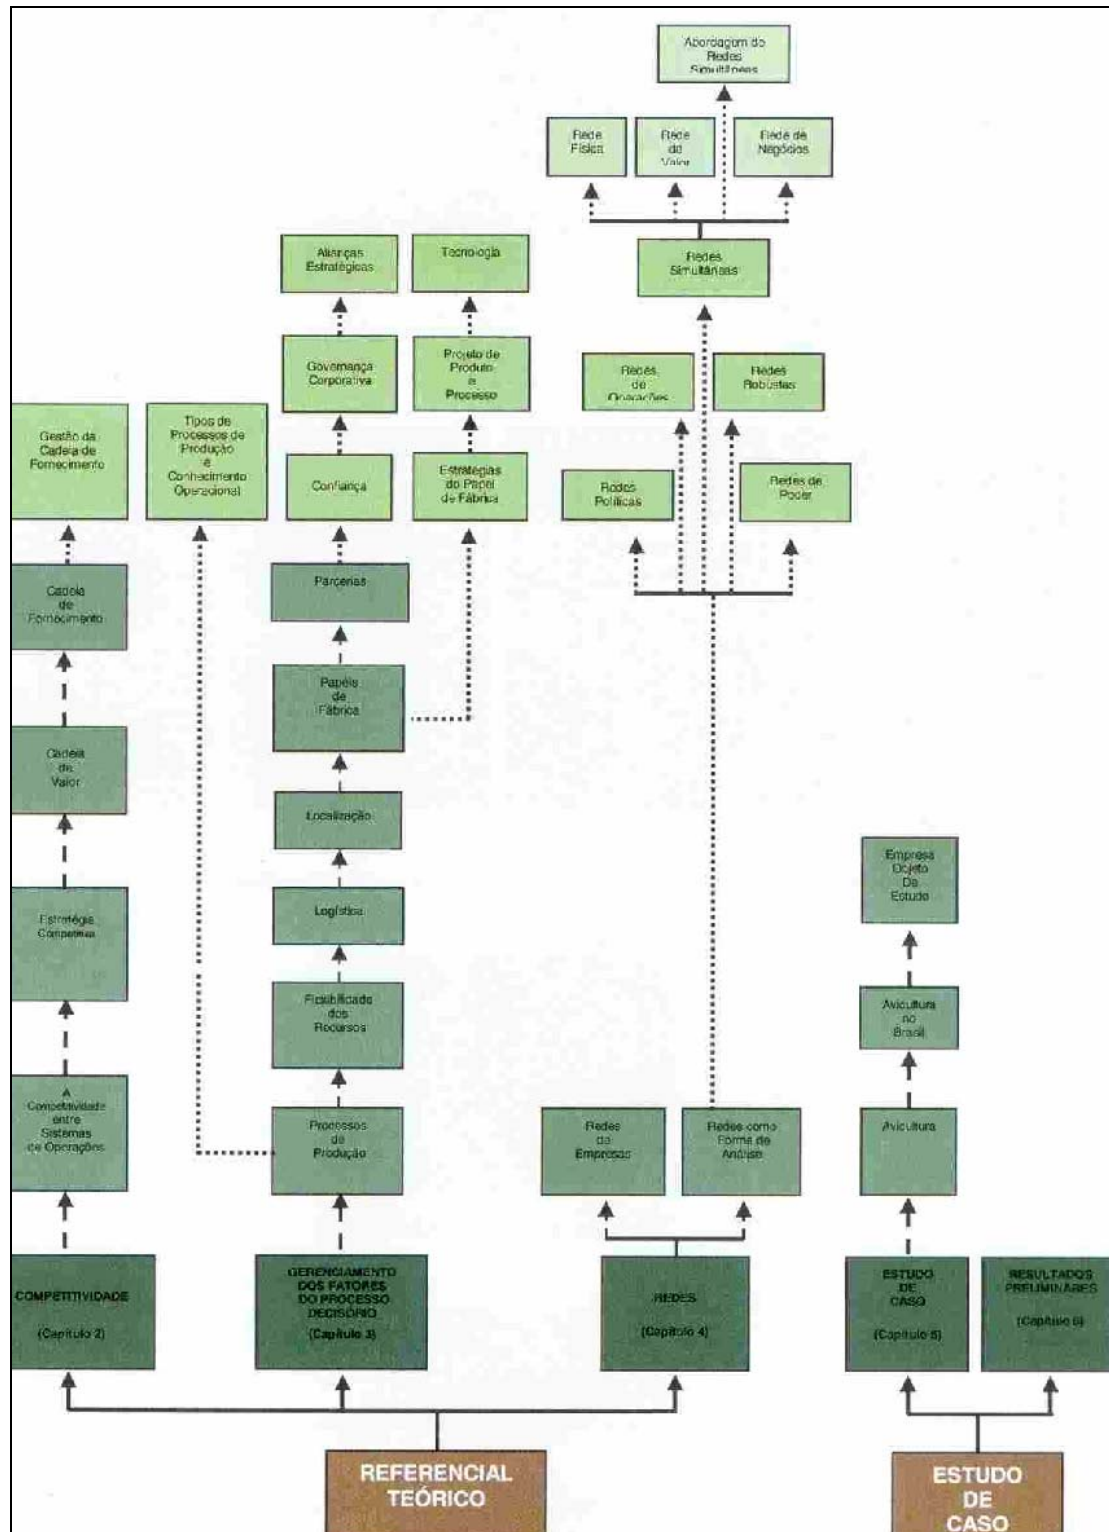 Abordagem de
Redes
Simultâneas
Rede
Física
Rede
de
Valor
Rede de
Negócios
Alianças
Estratégicas
Tecnologia
Redes
Simultâneas
Governança
Corporativa
Projeto de
Produto
e
Processo
Redes
de
Operações
Redes
Robustas
Gestão da
Cadeia de
Fornecimento
Tipos de
Processos de
Produção
e
Conhecimento
Operacional
Confiança
Estratégias
do Papel
de Fábrica
Redes
Políticas
Redes de
Poder
Cadeia
de
Fornecimento
Parcerias
Papéis
de
Fábrica
Cadeia
de
Valor
Localização
Empresa
Objeto
Da
Estudo
Estratégia
Competitiva
Logística
Flexibilidade
dos
Recursos
Avicultura
no
Brasil
A
Competitividade
entre
Sistemas
de Operações
Processos
de
Produção
Redes
de
Empresas
Redes como
Forma de
Análise
Avicultura
COMPETITIVIDADE
(Capítulo 2)
GERENCIAMENTO
DOS FATORES
DO PROCESSO
DECISÓRIO
(Capítulo 3)
REDES
(Capítulo 4)
ESTUDO
DE
CASO
(Capítulo 5)
RESULTADOS
PRELIMINARES
(Capítulo 6)
REFERENCIAL
TEÓRICO
ESTUDO
DE
CASO